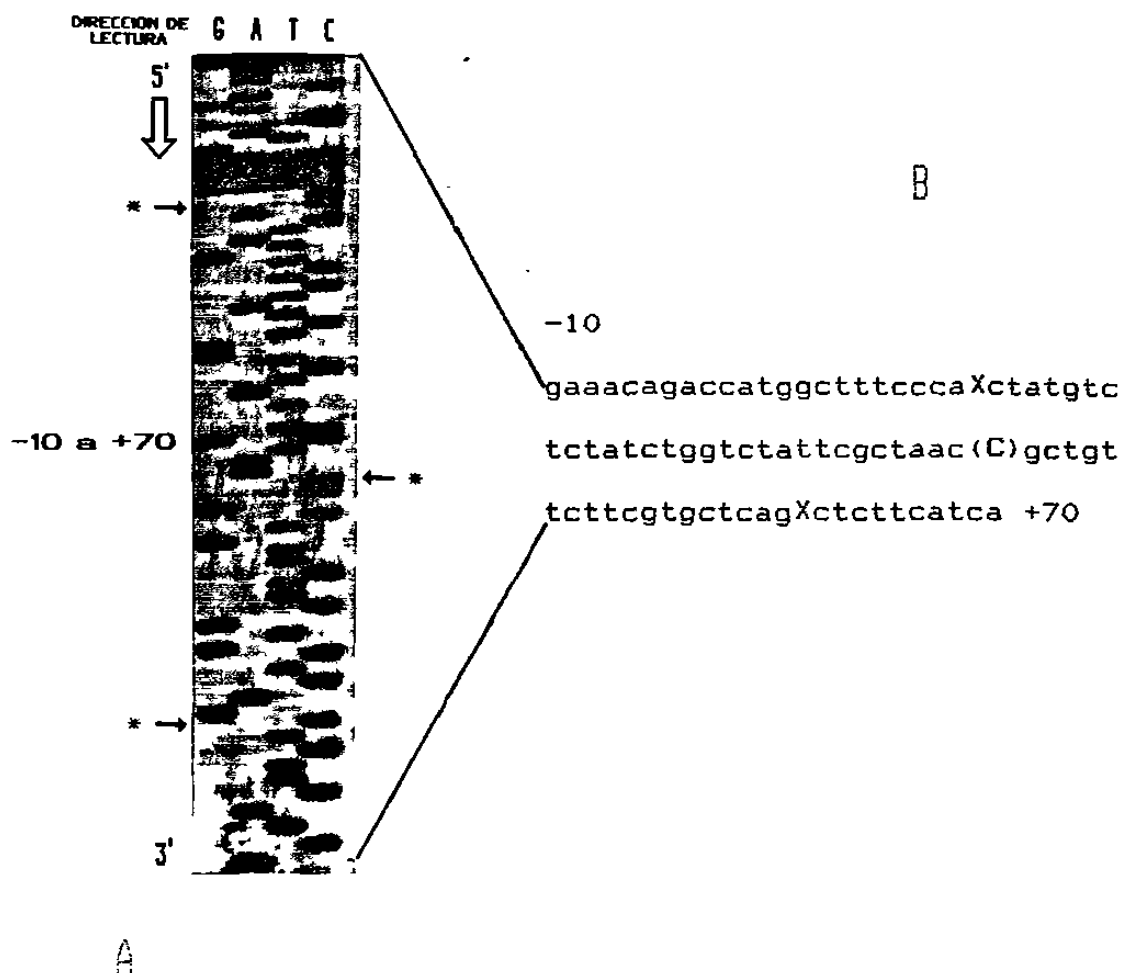 DIRECCION DE
LECTURA
G A T C
5'
*
-10 a +70
*
*
3'
A
B
-10
gaaacagaccatggctttcccaXctatgtc
tctatctggtctattcgctaac(C)gctgt
tcttcgtgctcagXctcttcatca +70